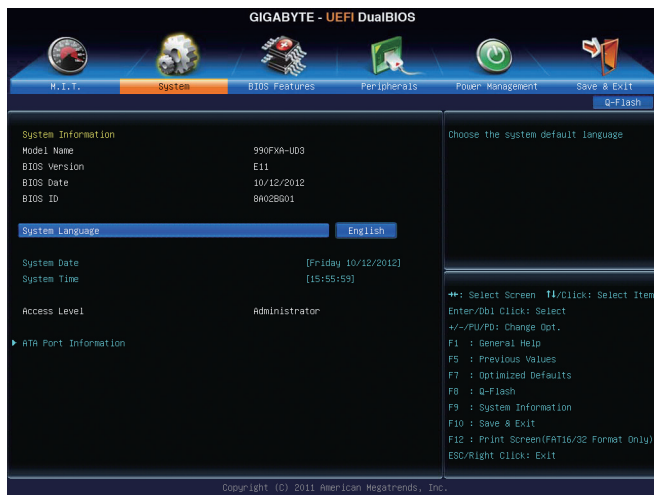 GIGABYTE - UEFI DualBIOS
M.I.T. System BIOS Features Peripherals Power Management Save & Exit
Q-Flash
System Information
Model Name 990FXA-UD3
BIOS Version E11
BIOS Date 10/12/2012
BIOS ID 8A02BG01
System Language English
System Date [Friday 10/12/2012]
System Time [15:55:59]
Access Level Administrator
ATA Port Information
Choose the system default language
→←: Select Screen ↑↓/Click: Select Item
Enter/Dbl Click: Select
+/-/PU/PD: Change Opt.
F1 : General Help
F5 : Previous Values
F7 : Optimized Defaults
F8 : Q-Flash
F9 : System Information
F10 : Save & Exit
F12 : Print Screen(FAT16/32 Format Only)
ESC/Right Click: Exit
Copyright (C) 2011 American Megatrends, Inc.